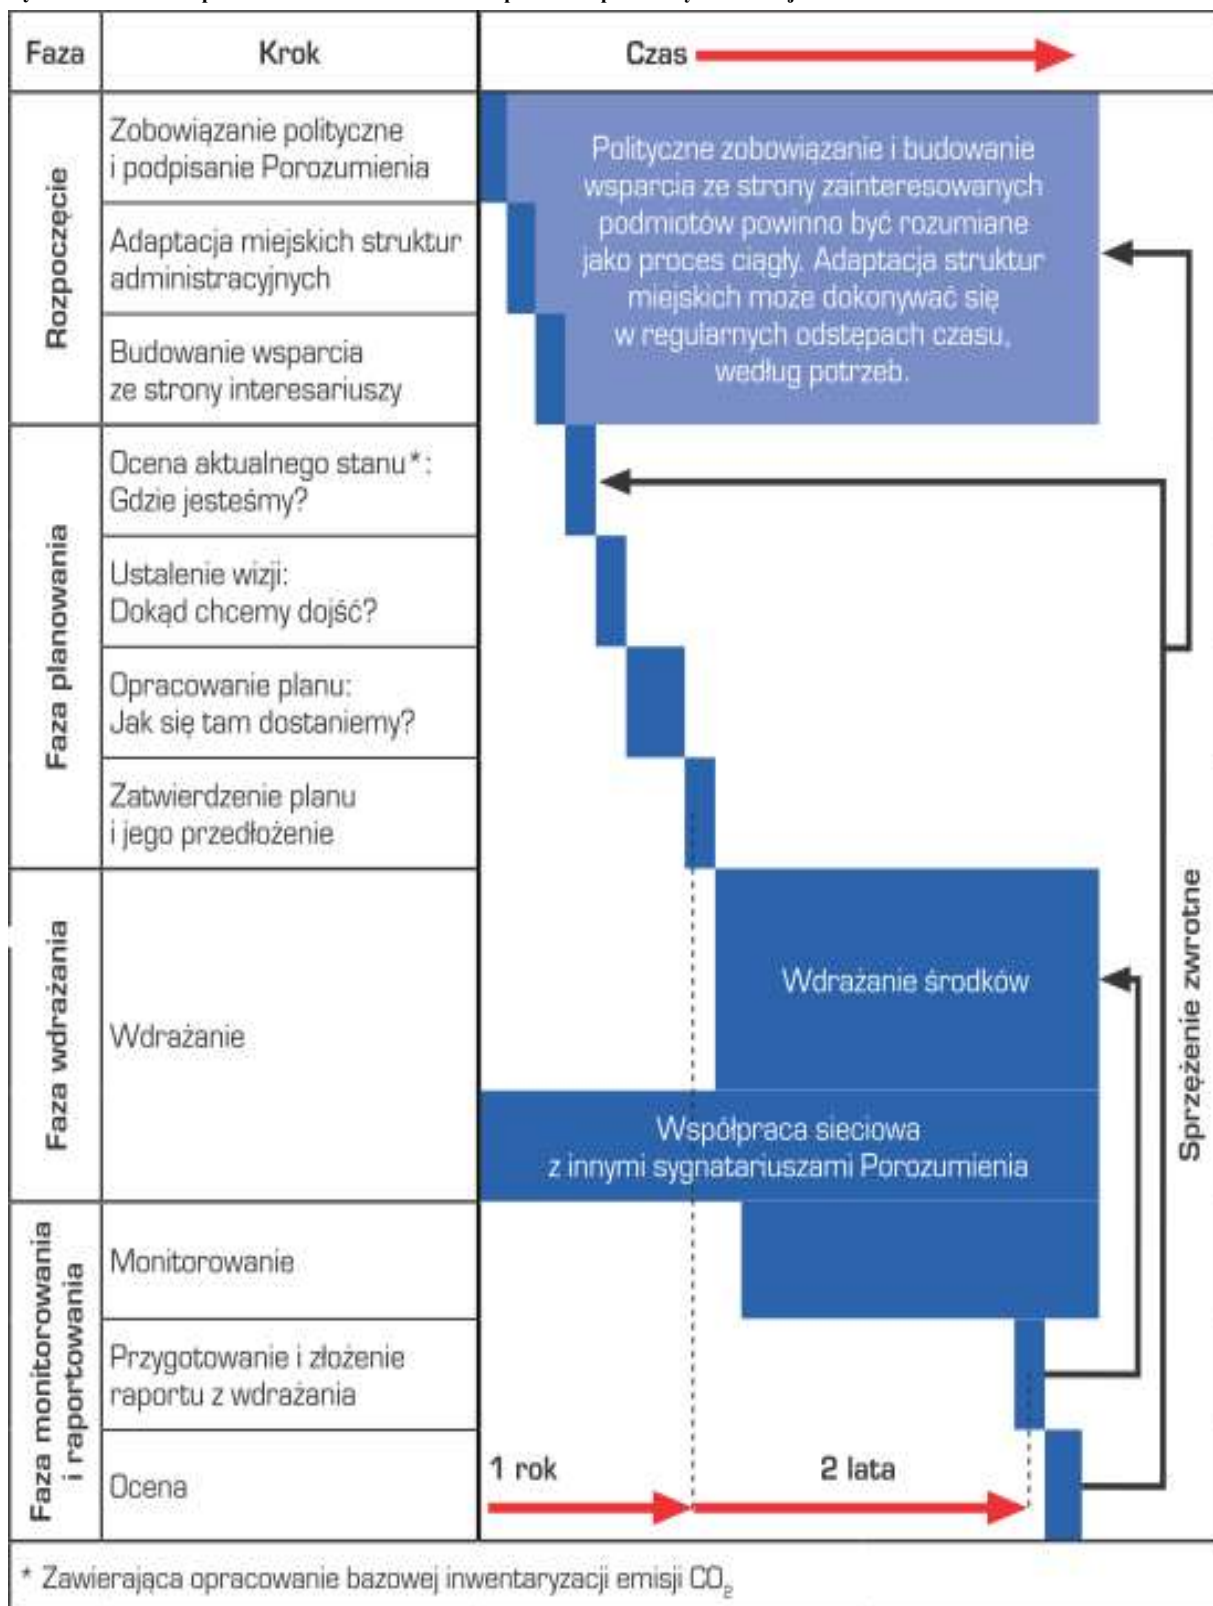 Faza
Krok
Czas
Rozpoczęcie
Zobowiązanie polityczne
i podpisanie Porozumienia
Adaptacja miejskich struktur
administracyjnych
Budowanie wsparcia
ze strony interesariuszy
Polityczne zobowiązanie i budowanie
wsparcia ze strony zainteresowanych
podmiotów powinno być rozumiane
jako proces ciągły. Adaptacja struktur
miejskich może dokonywać się
w regularnych odstępach czasu,
według potrzeb.
Faza planowania
Ocena aktualnego stanu*:
Gdzie jesteśmy?
Ustalenie wizji:
Dokąd chcemy dojść?
Opracowanie planu:
Jak się tam dostaniemy?
Zatwierdzenie planu
i jego przedłożenie
Faza wdrażania
Wdrażanie
Wdrażanie środków
Współpraca sieciowa
z innymi sygnatariuszami Porozumienia
Sprzężenie zwrotne
Faza monitorowania
i raportowania
Monitorowanie
Przygotowanie i złożenie
raportu z wdrażania
Ocena
1 rok
2 lata
* Zawierająca opracowanie bazowej inwentaryzacji emisji CO₂